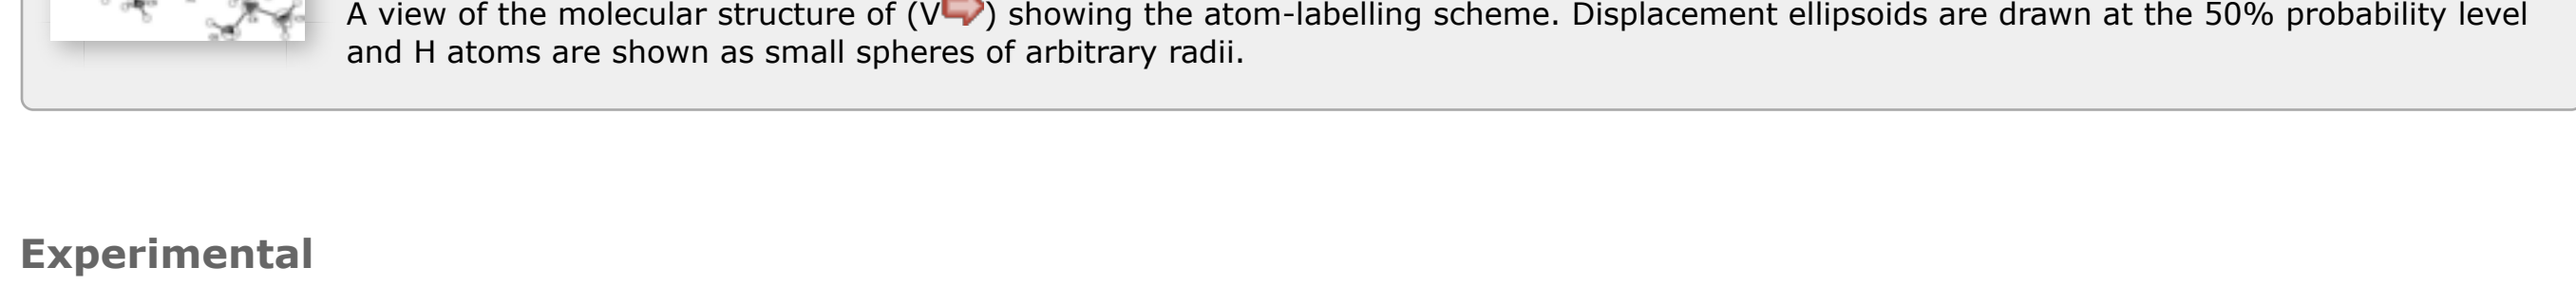 A view of the molecular structure of (V) showing the atom-labelling scheme. Displacement ellipsoids are drawn at the 50% probability level
and H atoms are shown as small spheres of arbitrary radii.
Experimental